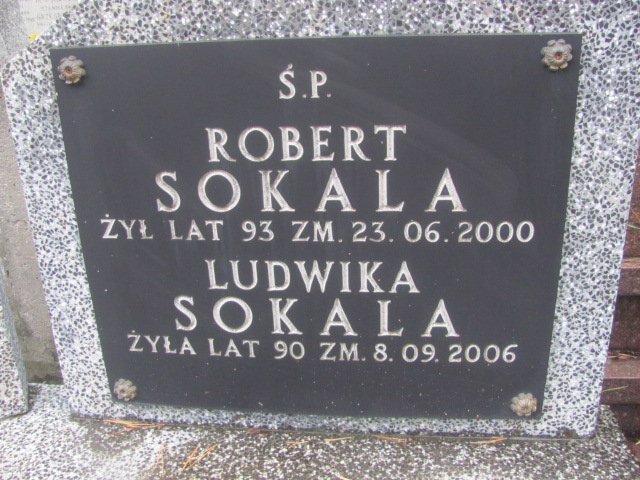 Ś.P.
ROBERT
SOKALA
ŻYŁ LAT 93 ZM. 23. 06. 2000
LUDWIKA
SOKALA
ŻYŁA LAT 90 ZM. 8. 09. 2006